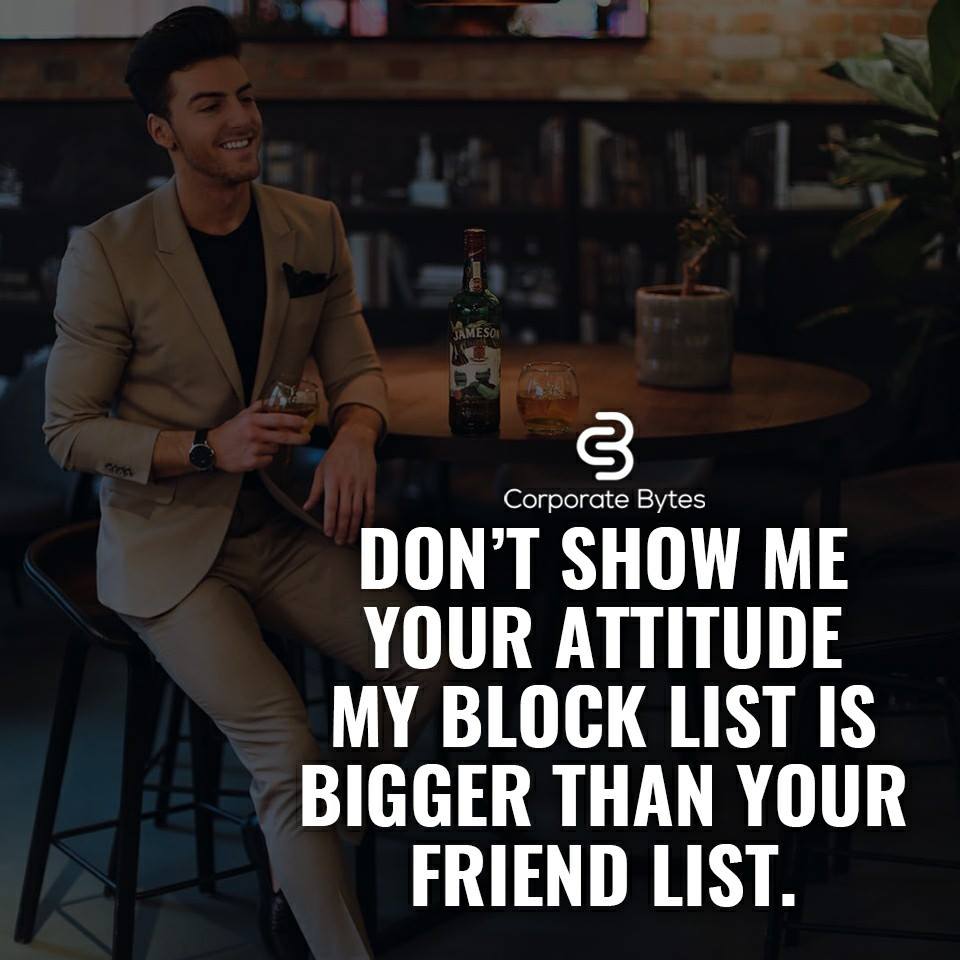 JAMESON
Corporate Bytes
DON'T SHOW ME
YOUR ATTITUDE
MY BLOCK LIST IS
BIGGER THAN YOUR
FRIEND LIST.